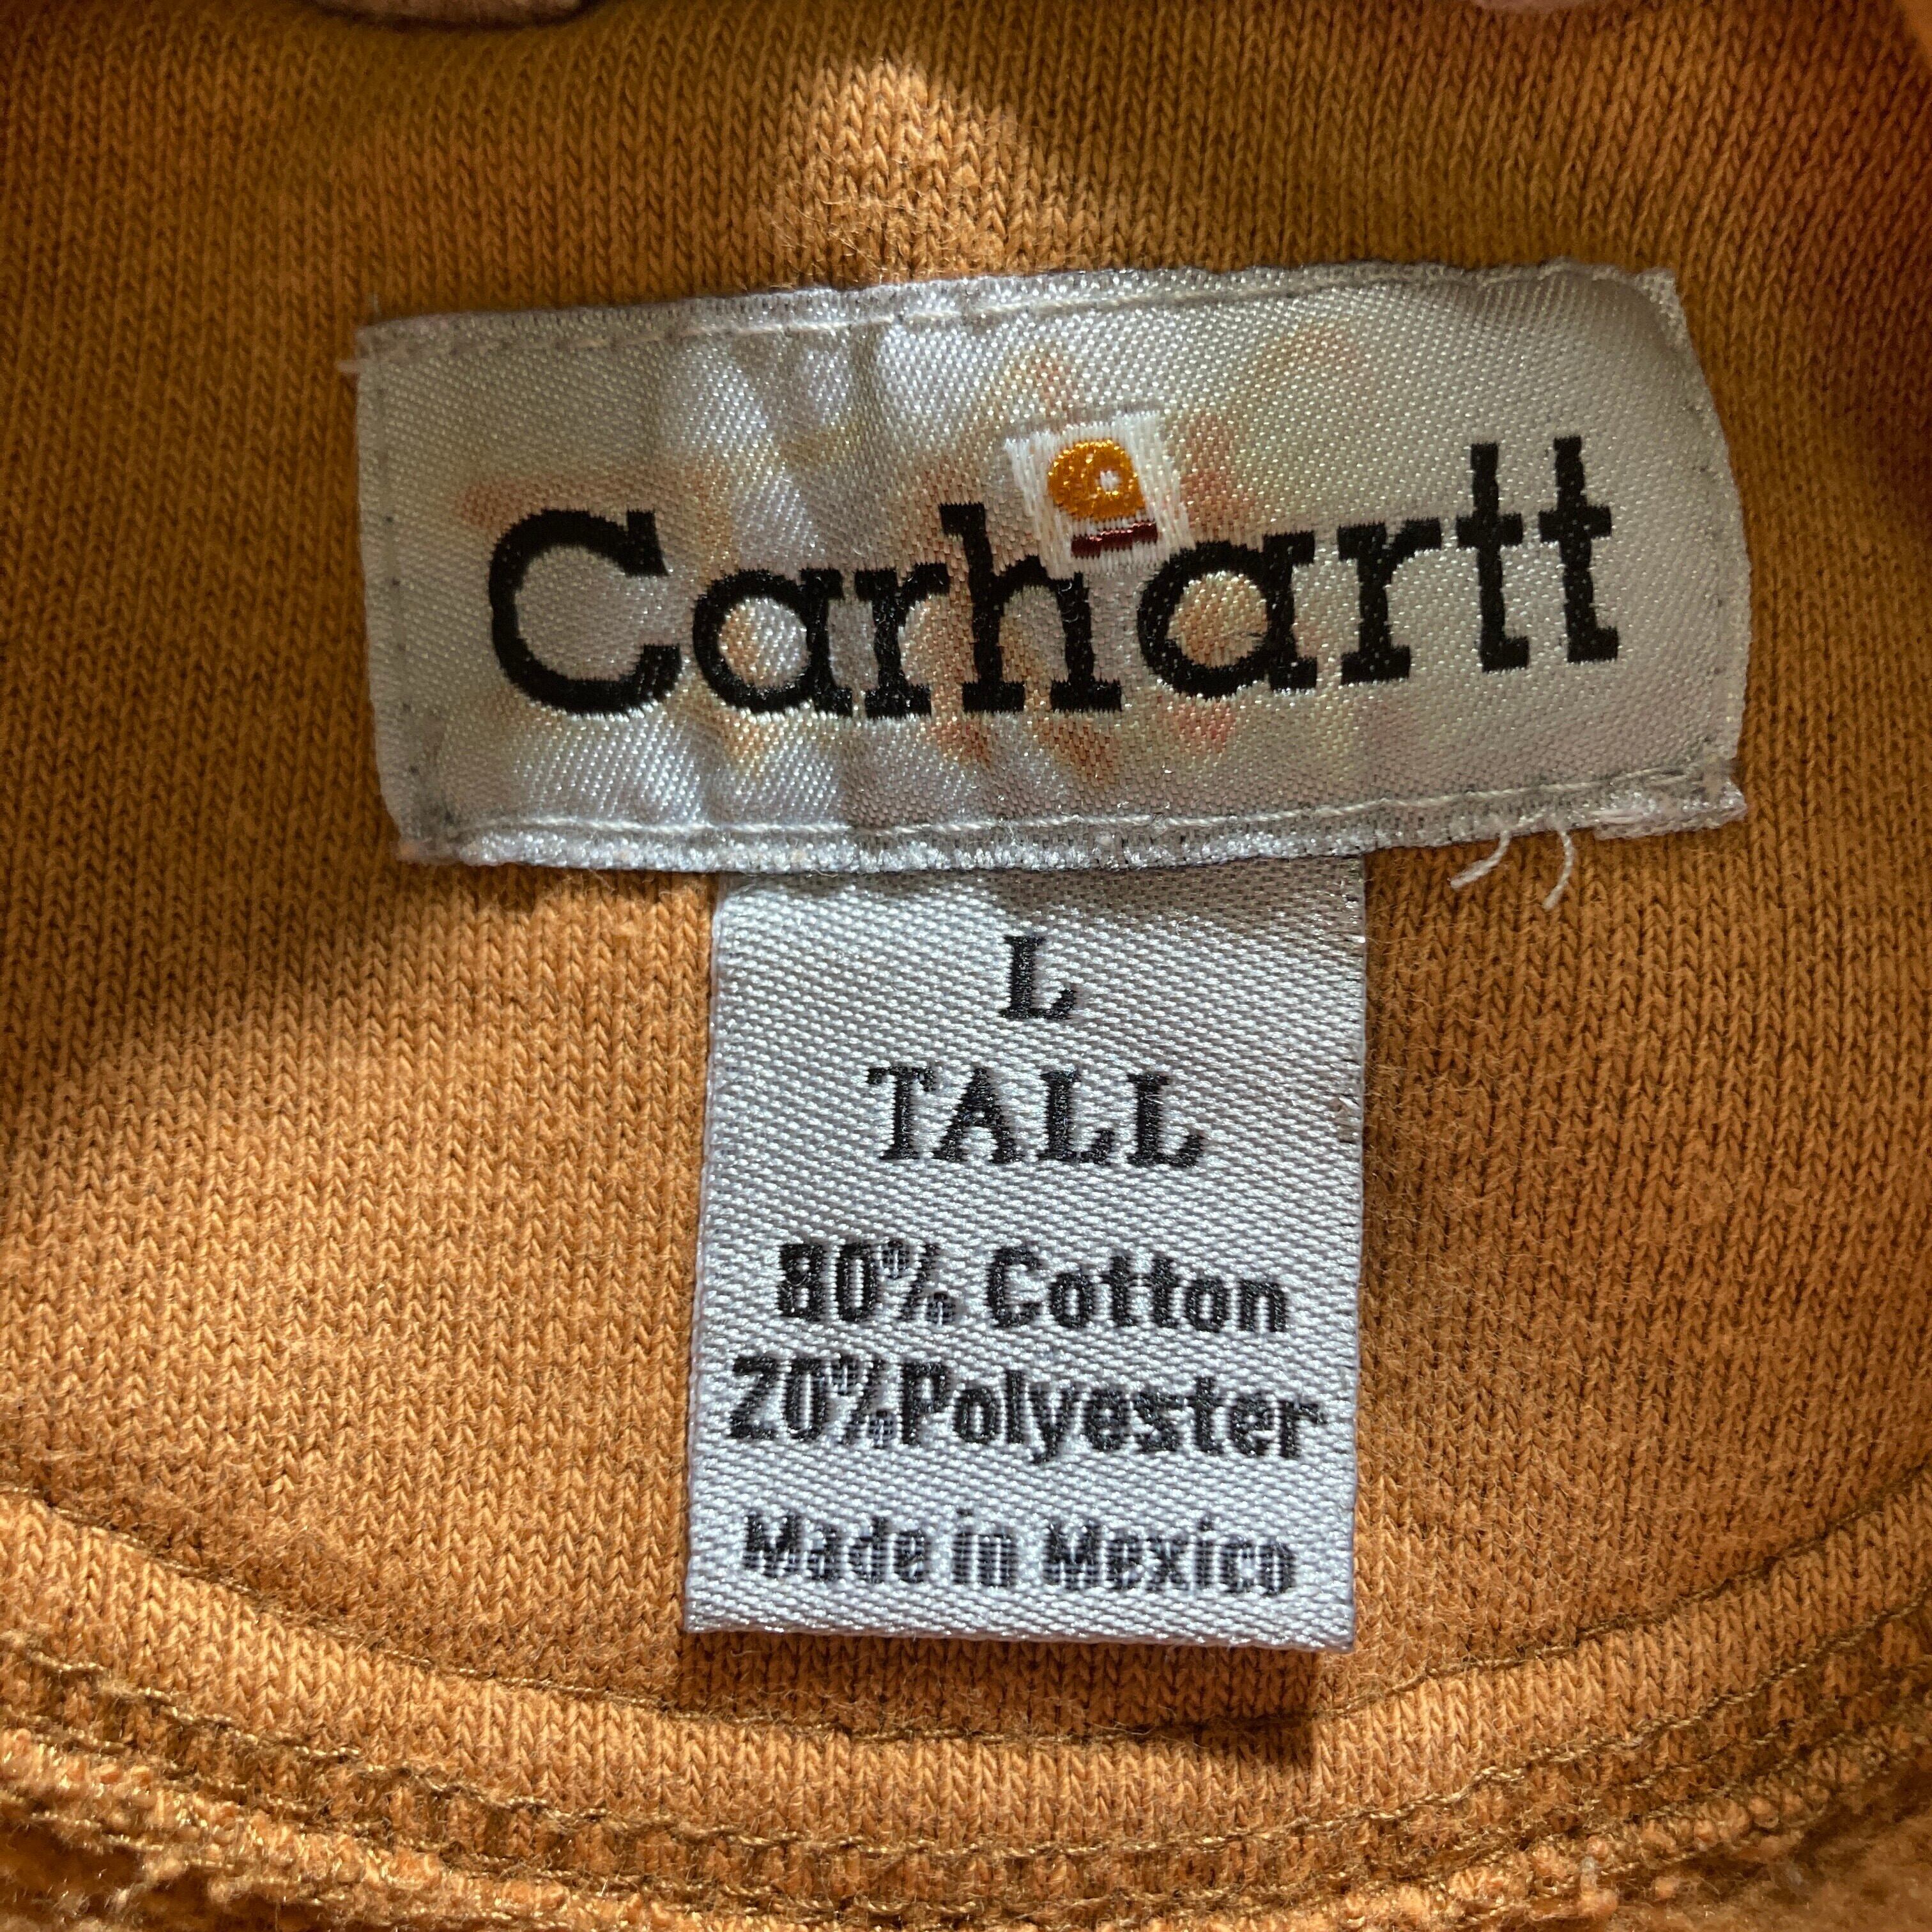 Carhartt
L
TALL
80% Cotton
20% Polyester
Made in Mexico